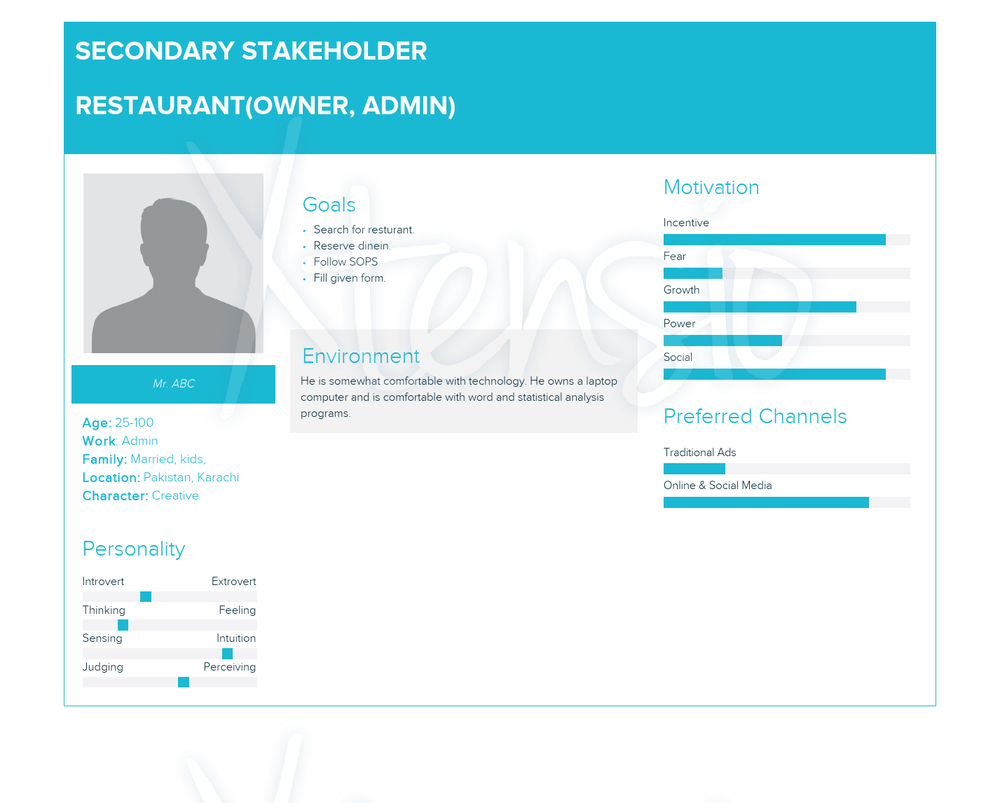 SECONDARY STAKEHOLDER
RESTAURANT(OWNER, ADMIN)
Mr. ABC
Age: 25-100
Work: Admin
Family: Married, kids,
Location: Pakistan, Karachi
Character: Creative
Personality
Introvert Extrovert
Thinking Feeling
Sensing Intuition
Judging Perceiving
Goals
• Search for resturant.
• Reserve dinein.
• Follow SOPS
• Fill given form.
Environment
He is somewhat comfortable with technology. He owns a laptop
computer and is comfortable with word and statistical analysis
programs.
Motivation
Incentive
Fear
Growth
Power
Social
Preferred Channels
Traditional Ads
Online & Social Media
Xtensio